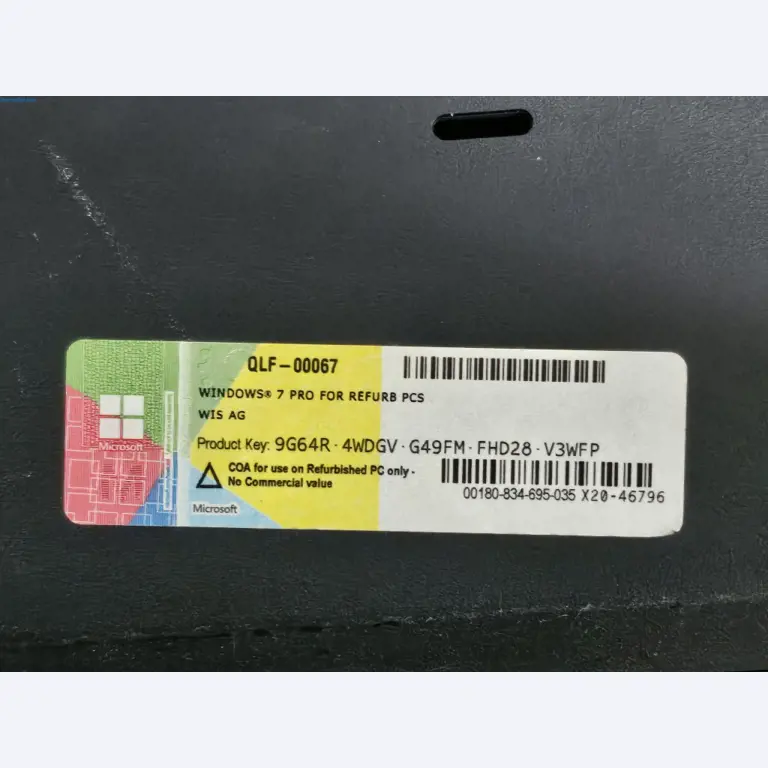 QLF-00067
WINDOWS® 7 PRO FOR REFURB PCS
WIS AG
Product Key: 9G64R-4WDGV-G49FM-FHD28-V3WFP
COA for use on Refurbished PC only -
No Commercial value
00180-834-695-035 X20-46796
Microsoft
Microsoft